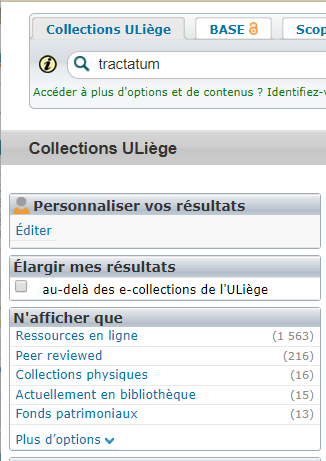 Collections ULiège BASE Scop
tractatum
Accéder à plus d'options et de contenus ? Identifiez-v
Collections ULiège
Personnaliser vos résultats
Éditer
Élargir mes résultats
au-delà des e-collections de l'ULiège
N'afficher que
Ressources en ligne (1 563)
Peer reviewed (216)
Collections physiques (16)
Actuellement en bibliothèque (15)
Fonds patrimoniaux (13)
Plus d'options